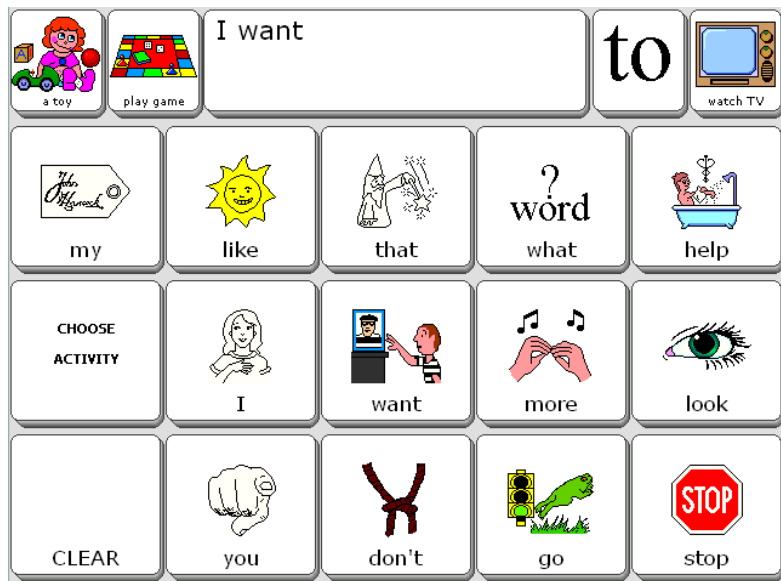 I want
to
a toy
play game
watch TV
?
word
my
like
that
what
help
CHOOSE
ACTIVITY
I
want
more
look
STOP
CLEAR
you
don't
go
stop